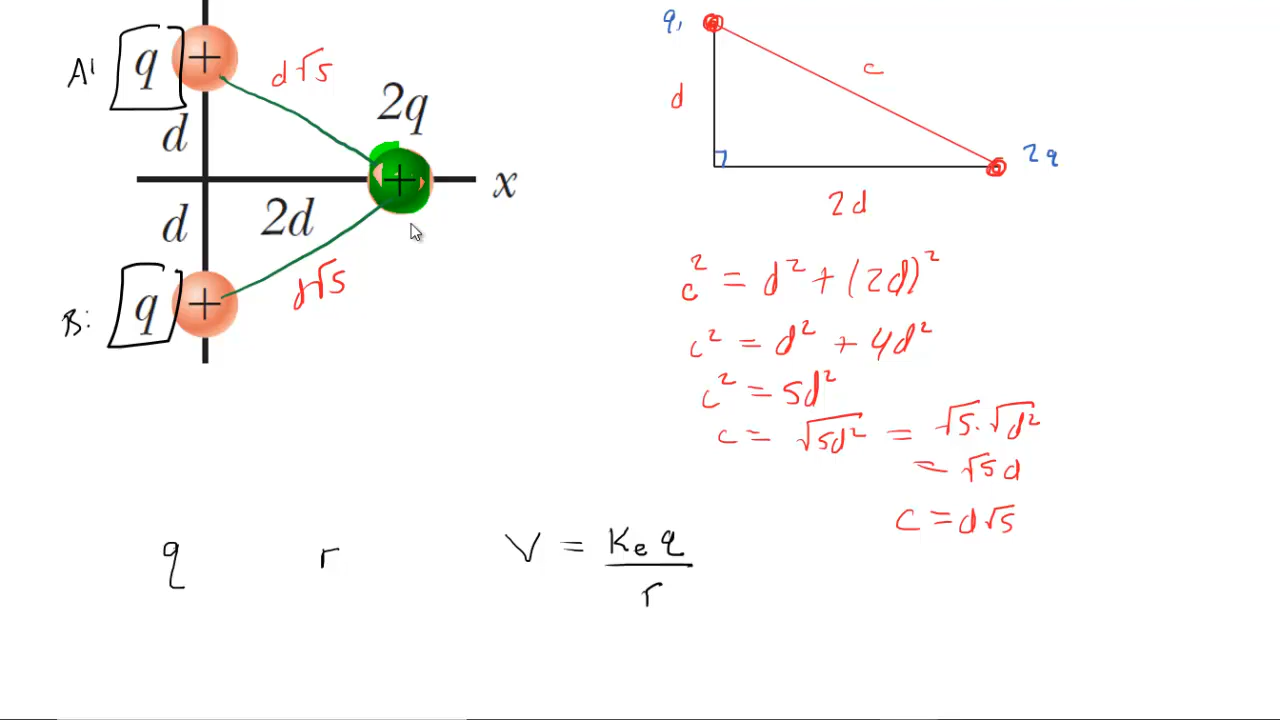 A: q + d√5
2q
d
+ x
d 2d
d√5
B: q +
q, c
d
2q
2d
c² = d² + (2d)²
c² = d² + 4d²
c² = 5d²
c = √5d² = √5 · √d²
= √5 d
c = d√5
q r V = Ke q / r